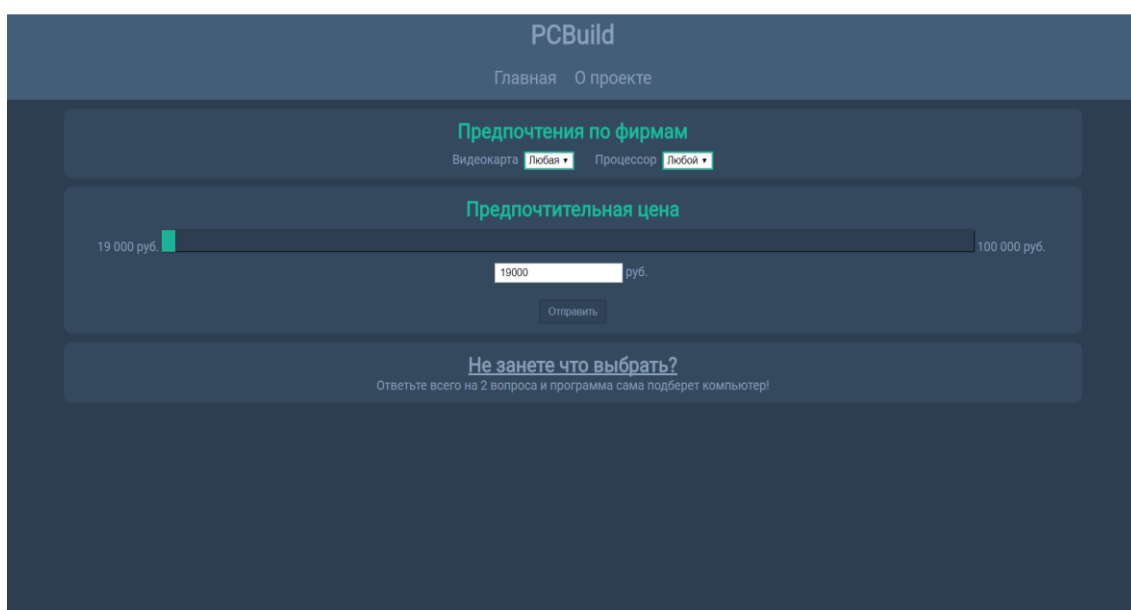 PCBuild
Главная О проекте
Предпочтения по фирмам
Видеокарта Любая Процессор Любой
Предпочтительная цена
19 000 руб. 100 000 руб.
19000 руб.
Отправить
Не занете что выбрать?
Ответьте всего на 2 вопроса и программа сама подберет компьютер!